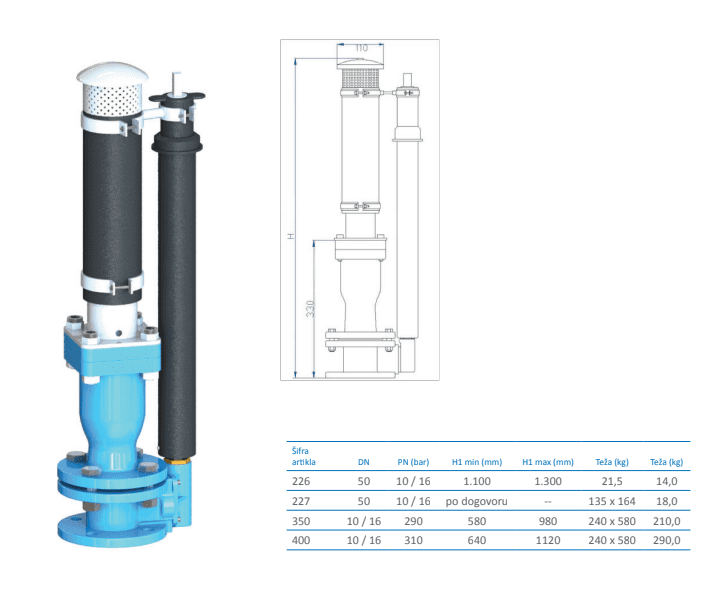 110
H
330
Šifra
artikla DN PN (bar) H1 min (mm) H1 max (mm) Teža (kg) Teža (kg)
226 50 10 / 16 1.100 1.300 21,5 14,0
227 50 10 / 16 po dogovoru -- 135 x 164 18,0
350 10 / 16 290 580 980 240 x 580 210,0
400 10 / 16 310 640 1120 240 x 580 290,0